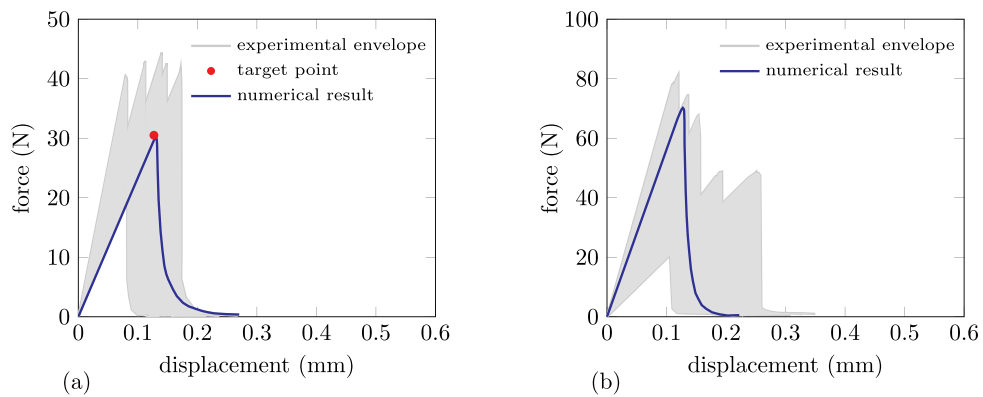 50
40
30
20
10
0
0 0.1 0.2 0.3 0.4 0.5 0.6
force (N)
displacement (mm)
experimental envelope
target point
numerical result
(a)
100
80
60
40
20
0
0 0.1 0.2 0.3 0.4 0.5 0.6
force (N)
displacement (mm)
experimental envelope
numerical result
(b)